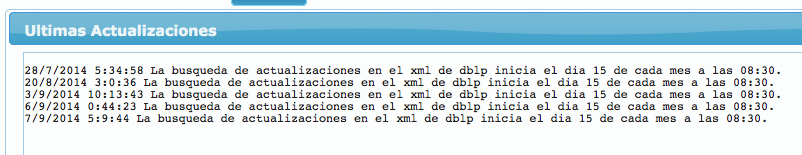 Ultimas Actualizaciones
28/7/2014 5:34:58 La busqueda de actualizaciones en el xml de dblp inicia el dia 15 de cada mes a las 08:30.
20/8/2014 3:0:36 La busqueda de actualizaciones en el xml de dblp inicia el dia 15 de cada mes a las 08:30.
3/9/2014 10:13:43 La busqueda de actualizaciones en el xml de dblp inicia el dia 15 de cada mes a las 08:30.
6/9/2014 0:44:23 La busqueda de actualizaciones en el xml de dblp inicia el dia 15 de cada mes a las 08:30.
7/9/2014 5:9:44 La busqueda de actualizaciones en el xml de dblp inicia el dia 15 de cada mes a las 08:30.